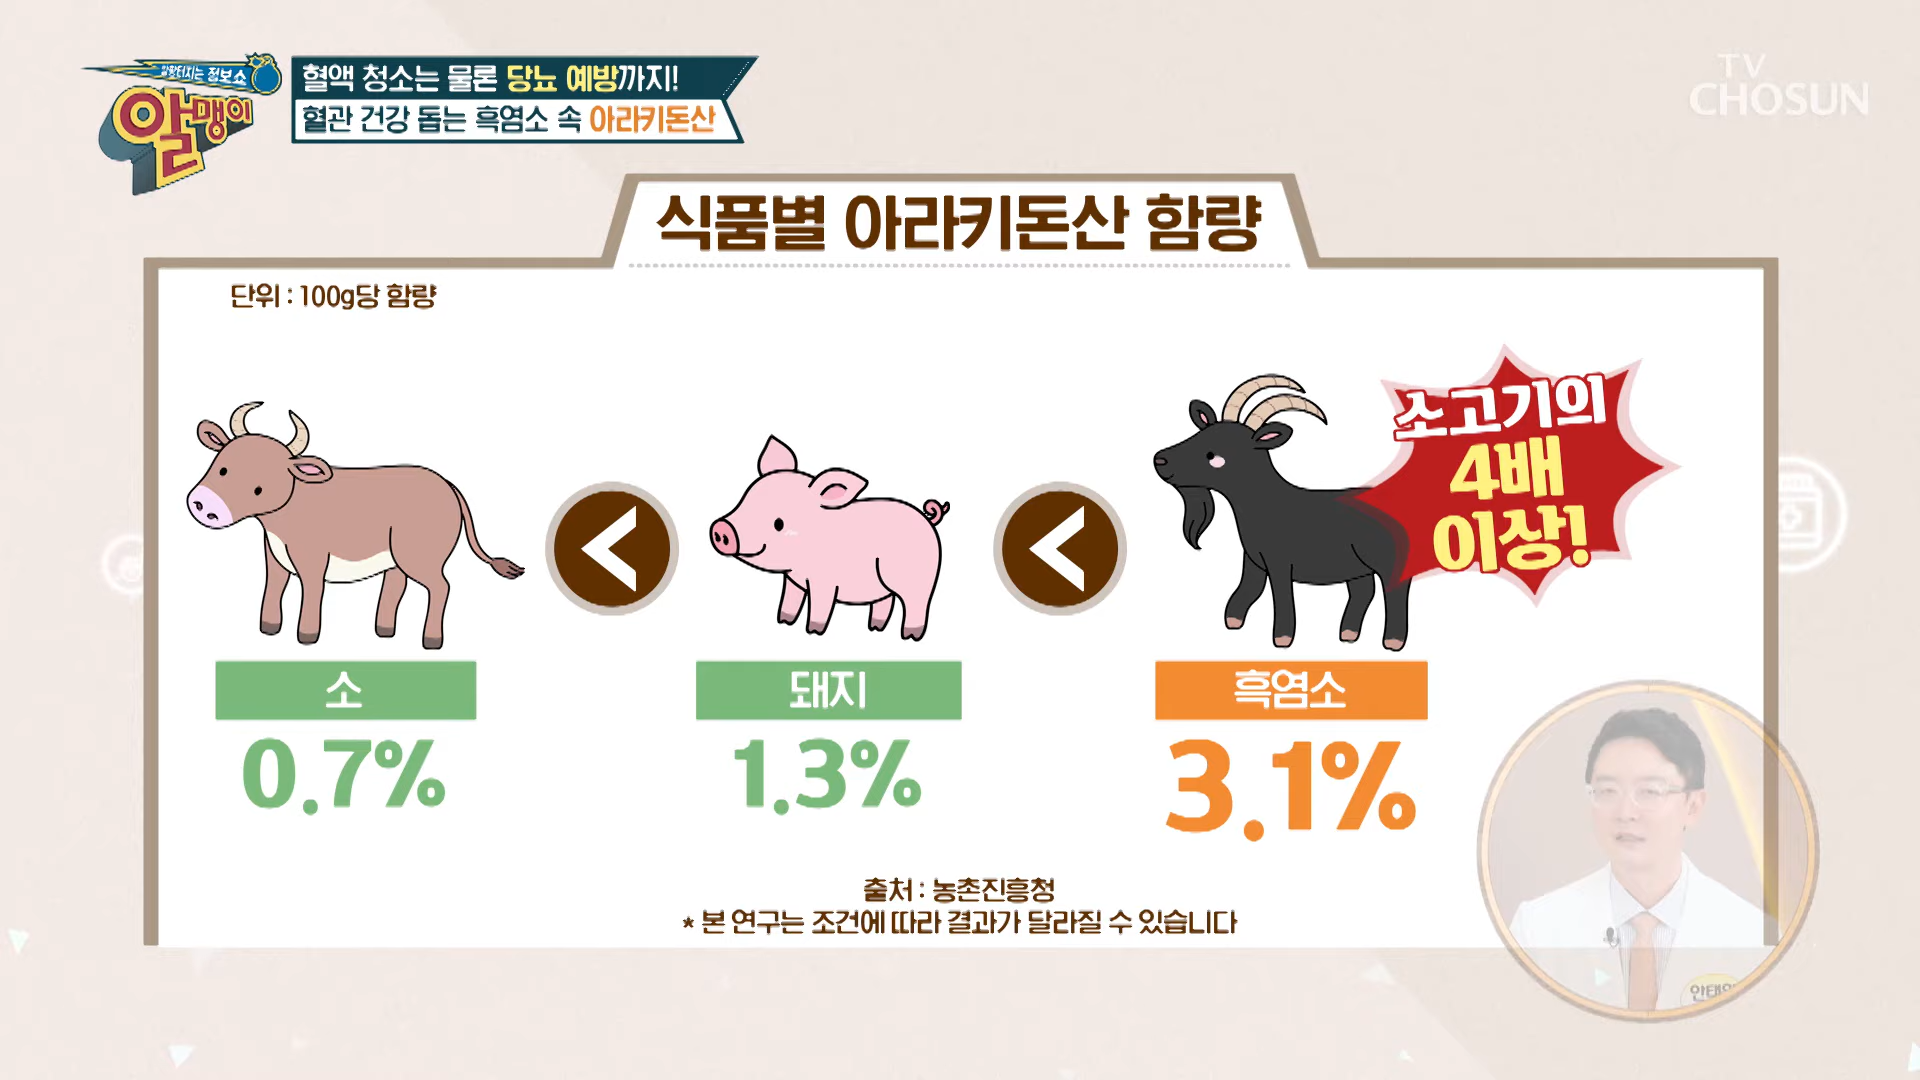 알맹이
혈액 청소는 물론 당뇨 예방까지!
혈관 건강 돕는 흑염소 속 아라키돈산
TV
CHOSUN
식품별 아라키돈산 함량
단위 : 100g당 함량
소고기의
4배
이상!
소
돼지
흑염소
0.7%
1.3%
3.1%
출처 : 농촌진흥청
* 본 연구는 조건에 따라 결과가 달라질 수 있습니다